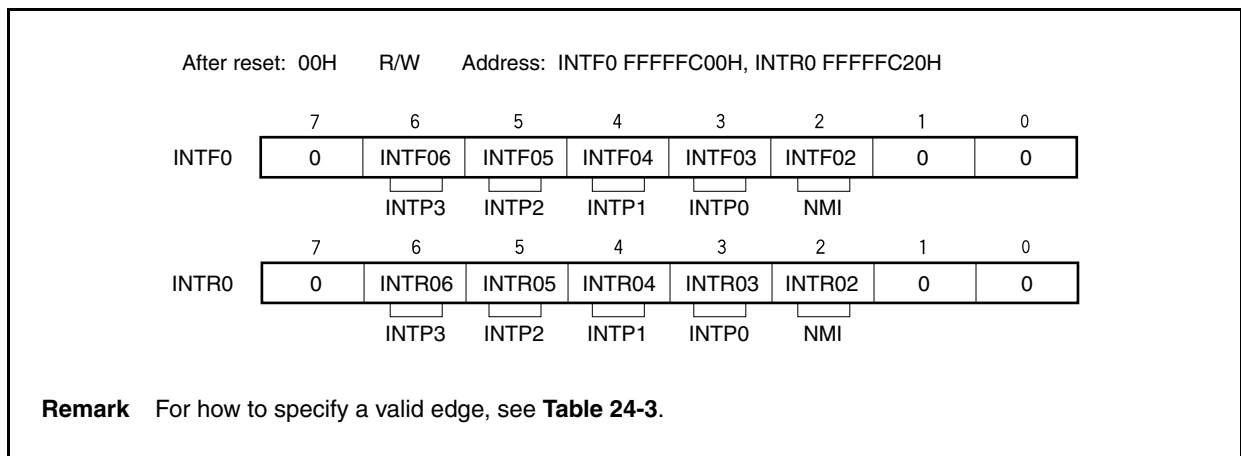 After reset: 00H R/W Address: INTF0 FFFFFC00H, INTR0 FFFFFC20H
7 6 5 4 3 2 1 0
INTF0 0 INTF06 INTF05 INTF04 INTF03 INTF02 0 0
INTP3 INTP2 INTP1 INTP0 NMI
7 6 5 4 3 2 1 0
INTR0 0 INTR06 INTR05 INTR04 INTR03 INTR02 0 0
INTP3 INTP2 INTP1 INTP0 NMI
Remark For how to specify a valid edge, see Table 24-3.